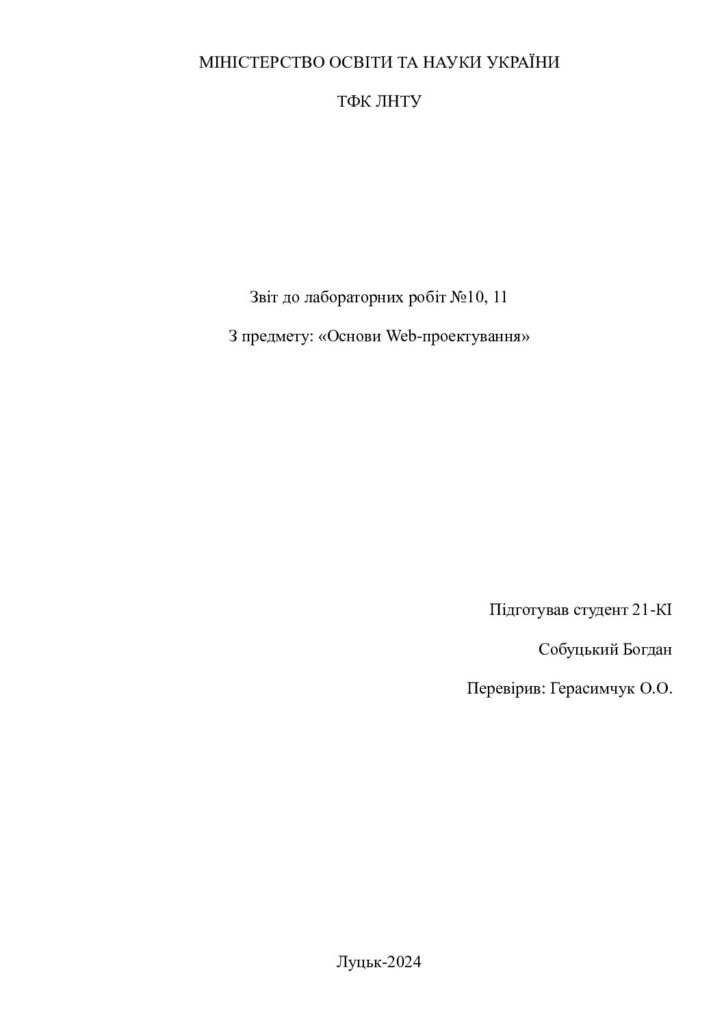 МІНІСТЕРСТВО ОСВІТИ ТА НАУКИ УКРАЇНИ
ТФК ЛНТУ
Звіт до лабораторних робіт №10, 11
З предмету: «Основи Web-проектування»
Підготував студент 21-КІ
Собуцький Богдан
Перевірив: Герасимчук О.О.
Луцьк-2024